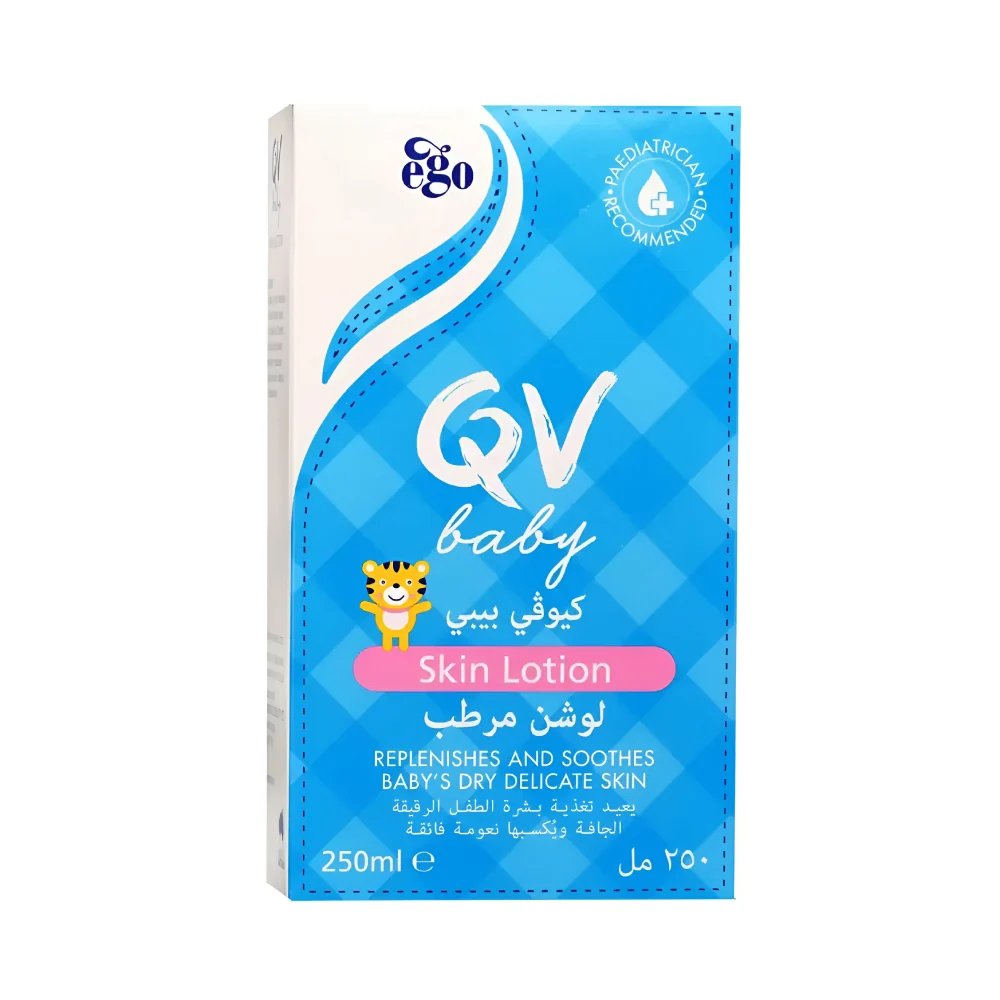 ego
PAEDIATRICIAN
RECOMMENDED
QV
baby
كيوڤي بيبي
Skin Lotion
لوشن مرطب
REPLENISHES AND SOOTHES
BABY'S DRY DELICATE SKIN
يعيد تغذية بشرة الطفل الرقيقة
الجافة ويُكسبها نعومة فائقة
250ml ℮
٢٥٠ مل
QV